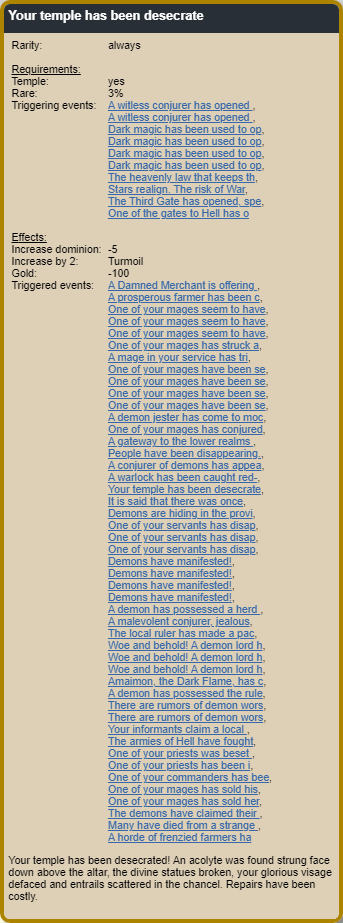 Your temple has been desecrate
Rarity: always
Requirements:
Temple: yes
Rare: 3%
Triggering events: A witless conjurer has opened ,
A witless conjurer has opened ,
Dark magic has been used to op,
Dark magic has been used to op,
Dark magic has been used to op,
Dark magic has been used to op,
The heavenly law that keeps th,
Stars realign. The risk of War,
The Third Gate has opened, spe,
One of the gates to Hell has o
Effects:
Increase dominion: -5
Increase by 2: Turmoil
Gold: -100
Triggered events: A Damned Merchant is offering ,
A prosperous farmer has been c,
One of your mages seem to have,
One of your mages seem to have,
One of your mages seem to have,
One of your mages has struck a,
A mage in your service has tri,
One of your mages have been se,
One of your mages have been se,
One of your mages have been se,
One of your mages have been se,
A demon jester has come to moc,
One of your mages has conjured,
A gateway to the lower realms ,
People have been disappearing.,
A conjurer of demons has appea,
A warlock has been caught red-,
Your temple has been desecrate,
It is said that there was once,
Demons are hiding in the provi,
One of your servants has disap,
One of your servants has disap,
One of your servants has disap,
Demons have manifested!,
Demons have manifested!,
Demons have manifested!,
Demons have manifested!,
A demon has possessed a herd ,
A malevolent conjurer, jealous,
The local ruler has made a pac,
Woe and behold! A demon lord h,
Woe and behold! A demon lord h,
Woe and behold! A demon lord h,
Amaimon, the Dark Flame, has c,
A demon has possessed the rule,
There are rumors of demon wors,
There are rumors of demon wors,
Your informants claim a local ,
The armies of Hell have fought,
One of your priests was beset ,
One of your priests has been i,
One of your commanders has bee,
One of your mages has sold his,
One of your mages has sold her,
The demons have claimed their ,
Many have died from a strange ,
A horde of frenzied farmers ha
Your temple has been desecrated! An acolyte was found strung face
down above the altar, the divine statues broken, your glorious visage
defaced and entrails scattered in the chancel. Repairs have been
costly.